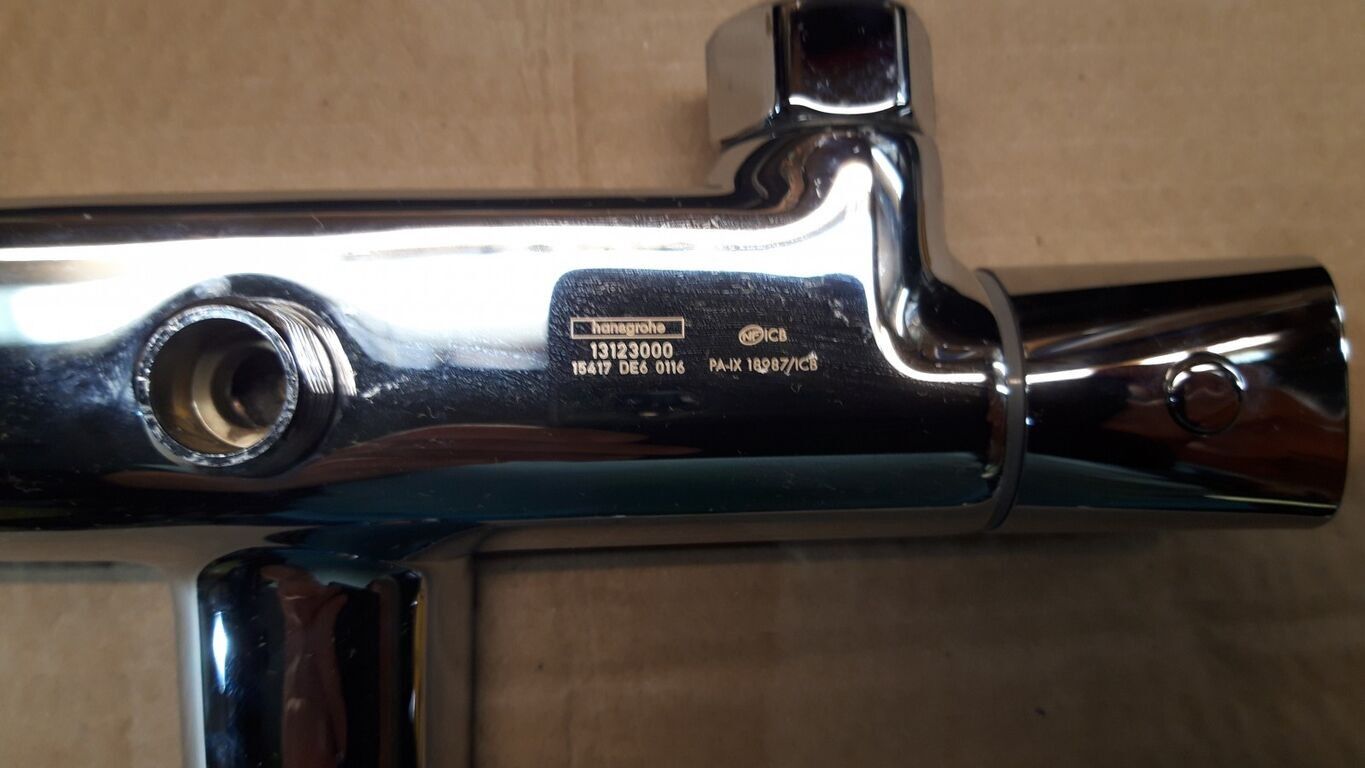 hansgrohe
13123000
15417 DE6 0116
NF ICB
PA-IX 18987/ICB